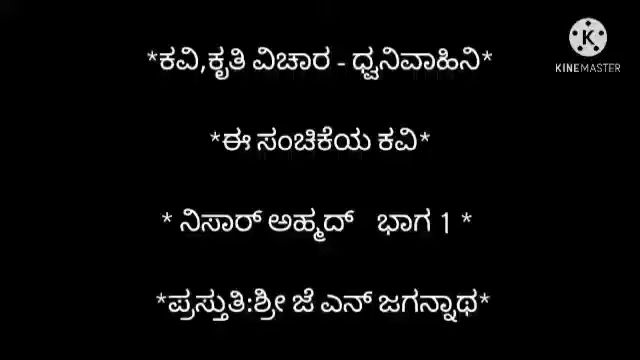 *ಕವಿ,ಕೃತಿ ವಿಚಾರ - ಧ್ವನಿವಾಹಿನಿ*
K
KINEMASTER
*ಈ ಸಂಚಿಕೆಯ ಕವಿ*
* ನಿಸಾರ್ ಅಹ್ಮದ್ ಭಾಗ 1 *
*ಪ್ರಸ್ತುತಿ:ಶ್ರೀ ಜೆ ಎನ್ ಜಗನ್ನಾಥ*